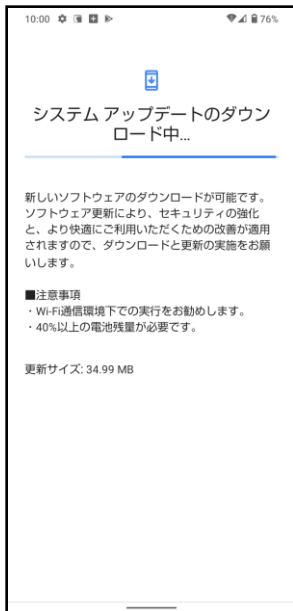 10:00 76%
システム アップデートのダウン
ロード中...
新しいソフトウェアのダウンロードが可能です。
ソフトウェア更新により、セキュリティの強化
と、より快適にご利用いただくための改善が適用
されますので、ダウンロードと更新の実施をお願
いします。
■注意事項
・Wi-Fi通信環境下での実行をお勧めします。
・40%以上の電池残量が必要です。
更新サイズ: 34.99 MB